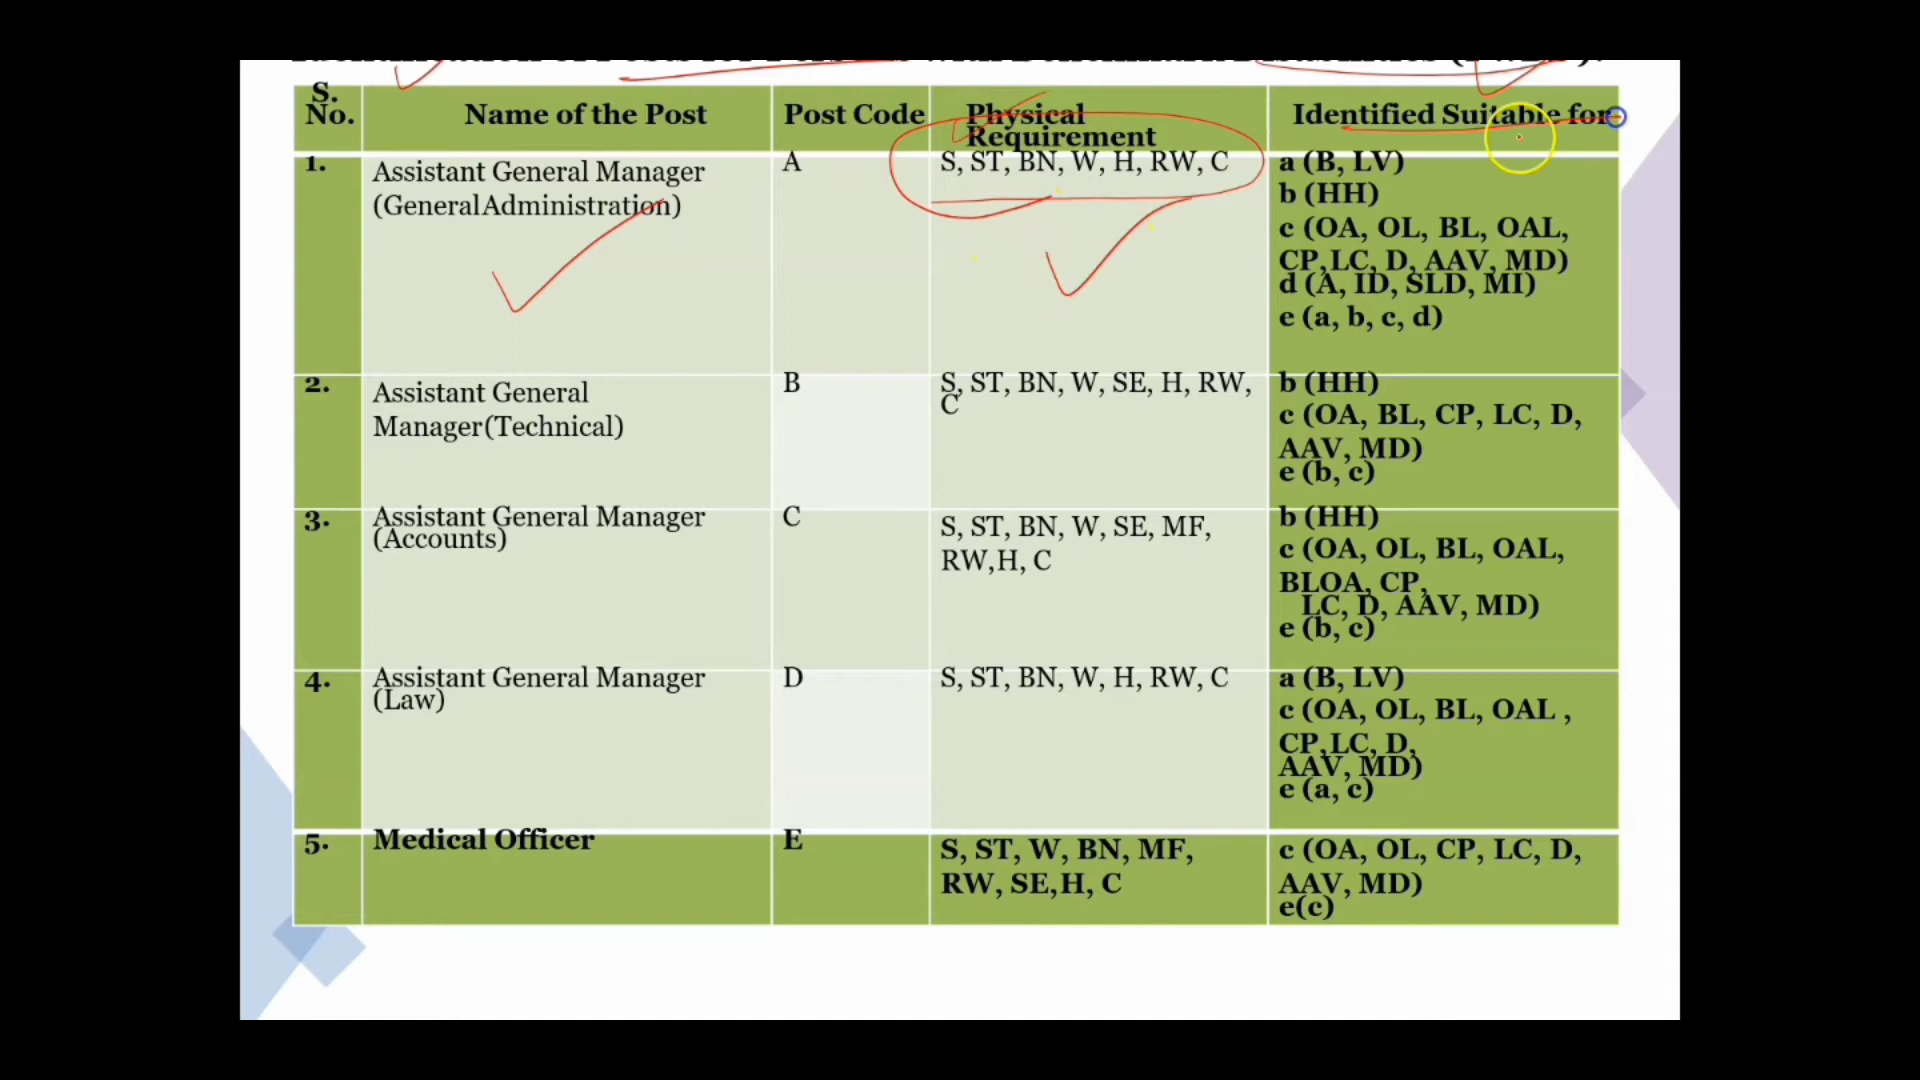 S.
No.
Name of the Post
Post Code
Physical
Requirement
Identified Suitable for
1.
Assistant General Manager
(General Administration)
A
S, ST, BN, W, H, RW, C
a (B, LV)
b (HH)
c (OA, OL, BL, OAL,
CP,LC, D, AAV, MD)
d (A, ID, SLD, MI)
e (a, b, c, d)
2.
Assistant General
Manager(Technical)
B
S, ST, BN, W, SE, H, RW,
C
b (HH)
c (OA, BL, CP, LC, D,
AAV, MD)
e (b, c)
3.
Assistant General Manager
(Accounts)
C
S, ST, BN, W, SE, MF,
RW,H, C
b (HH)
c (OA, OL, BL, OAL,
BLOA, CP,
LC, D, AAV, MD)
e (b, c)
4.
Assistant General Manager
(Law)
D
S, ST, BN, W, H, RW, C
a (B, LV)
c (OA, OL, BL, OAL ,
CP,LC, D,
AAV, MD)
e (a, c)
5.
Medical Officer
E
S, ST, W, BN, MF,
RW, SE,H, C
c (OA, OL, CP, LC, D,
AAV, MD)
e(c)